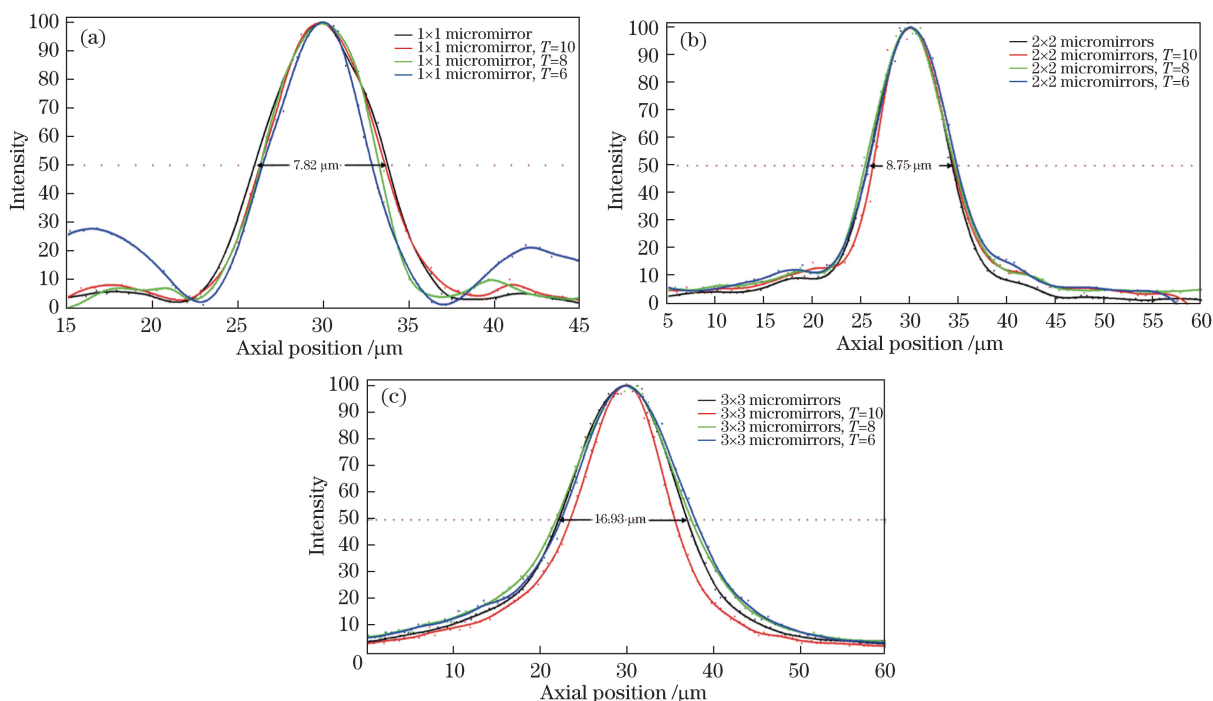 (a)
1×1 micromirror
1×1 micromirror, T=10
1×1 micromirror, T=8
1×1 micromirror, T=6
100
90
80
70
60
50
40
30
20
10
0
Intensity
7.82 μm
15 20 25 30 35 40 45
Axial position /μm
(b)
2×2 micromirrors
2×2 micromirrors, T=10
2×2 micromirrors, T=8
2×2 micromirrors, T=6
100
90
80
70
60
50
40
30
20
10
0
Intensity
8.75 μm
5 10 15 20 25 30 35 40 45 50 55 60
Axial position /μm
(c)
3×3 micromirrors
3×3 micromirrors, T=10
3×3 micromirrors, T=8
3×3 micromirrors, T=6
100
90
80
70
60
50
40
30
20
10
0
Intensity
16.93 μm
10 20 30 40 50 60
Axial position /μm